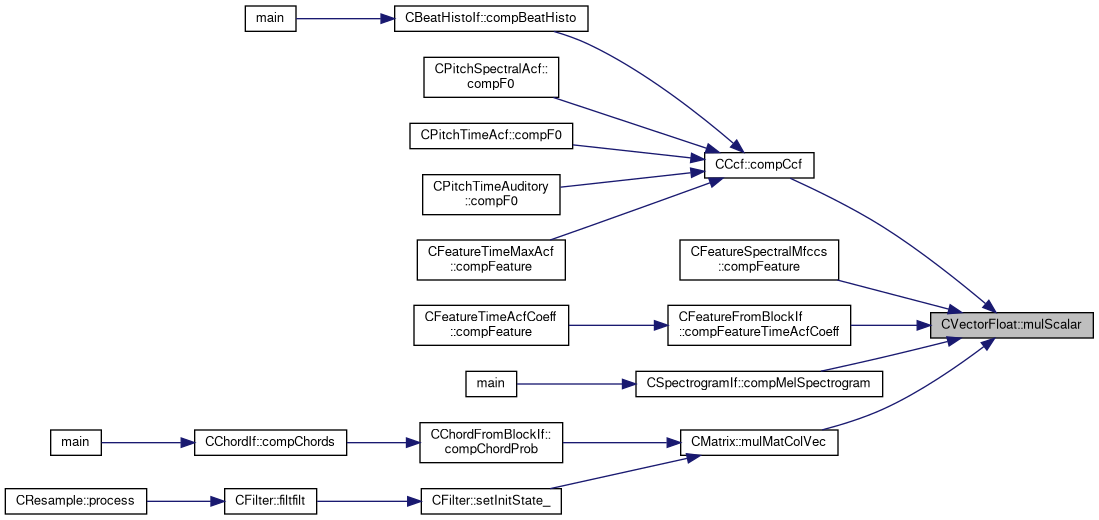 main
CBeatHistoIf::compBeatHisto
CPitchSpectralAcf::
compF0
CPitchTimeAcf::compF0
CCcf::compCcf
CPitchTimeAuditory
::compF0
CFeatureTimeMaxAcf
::compFeature
CFeatureSpectralMfccs
::compFeature
CFeatureTimeAcfCoeff
::compFeature
CFeatureFromBlockIf
::compFeatureTimeAcfCoeff
CVectorFloat::mulScalar
main
CSpectrogramIf::compMelSpectrogram
main
CChordIf::compChords
CChordFromBlockIf::
compChordProb
CMatrix::mulMatColVec
CResample::process
CFilter::filtfilt
CFilter::setInitState_